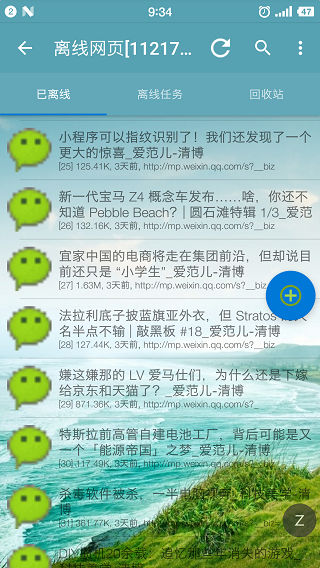 2 N 9:34 47
离线网页[11217...
已离线 离线任务 回收站
小程序可以指纹识别了！我们还发现了一个
更大的惊喜_爱范儿-清博
[25] 125.41K, 3天前, http://mp.weixin.qq.com/s?__biz
新一代宝马 Z4 概念车发布……啥，你还不
知道 Pebble Beach？| 圆石滩特辑 1/3_爱范
[26] 132.16K, 3天前, http://mp.weixin.qq.com/s?__biz
宜家中国的电商将走在集团前沿，但却说目
前还只是 “小学生”_爱范儿-清博
[27] 1.63M, 3天前, http://mp.weixin.qq.com/s?__biz
法拉利底子披蓝旗亚外衣，但 Stratos
名半点不输 | 敲黑板 #18_爱范儿-清博
[28] 127.44K, 3天前, http://mp.weixin.qq.com/s?__biz
嫌这嫌那的 LV 爱马仕们，为什么还是下嫁
给京东和天猫了？_爱范儿-清博
[29] 871.36K, 3天前, http://mp.weixin.qq.com/s?
特斯拉前高管自建电池工厂，背后可能是又
一个「能源帝国」之梦_爱范儿-清博
[30] 117.49K, 3天前, http://mp.weixin.qq.com/s?__biz
杀毒软件被杀，一半电脑
[31] 361.77K, 3天前, http://mp.weixin.qq.com/s?__biz
Z